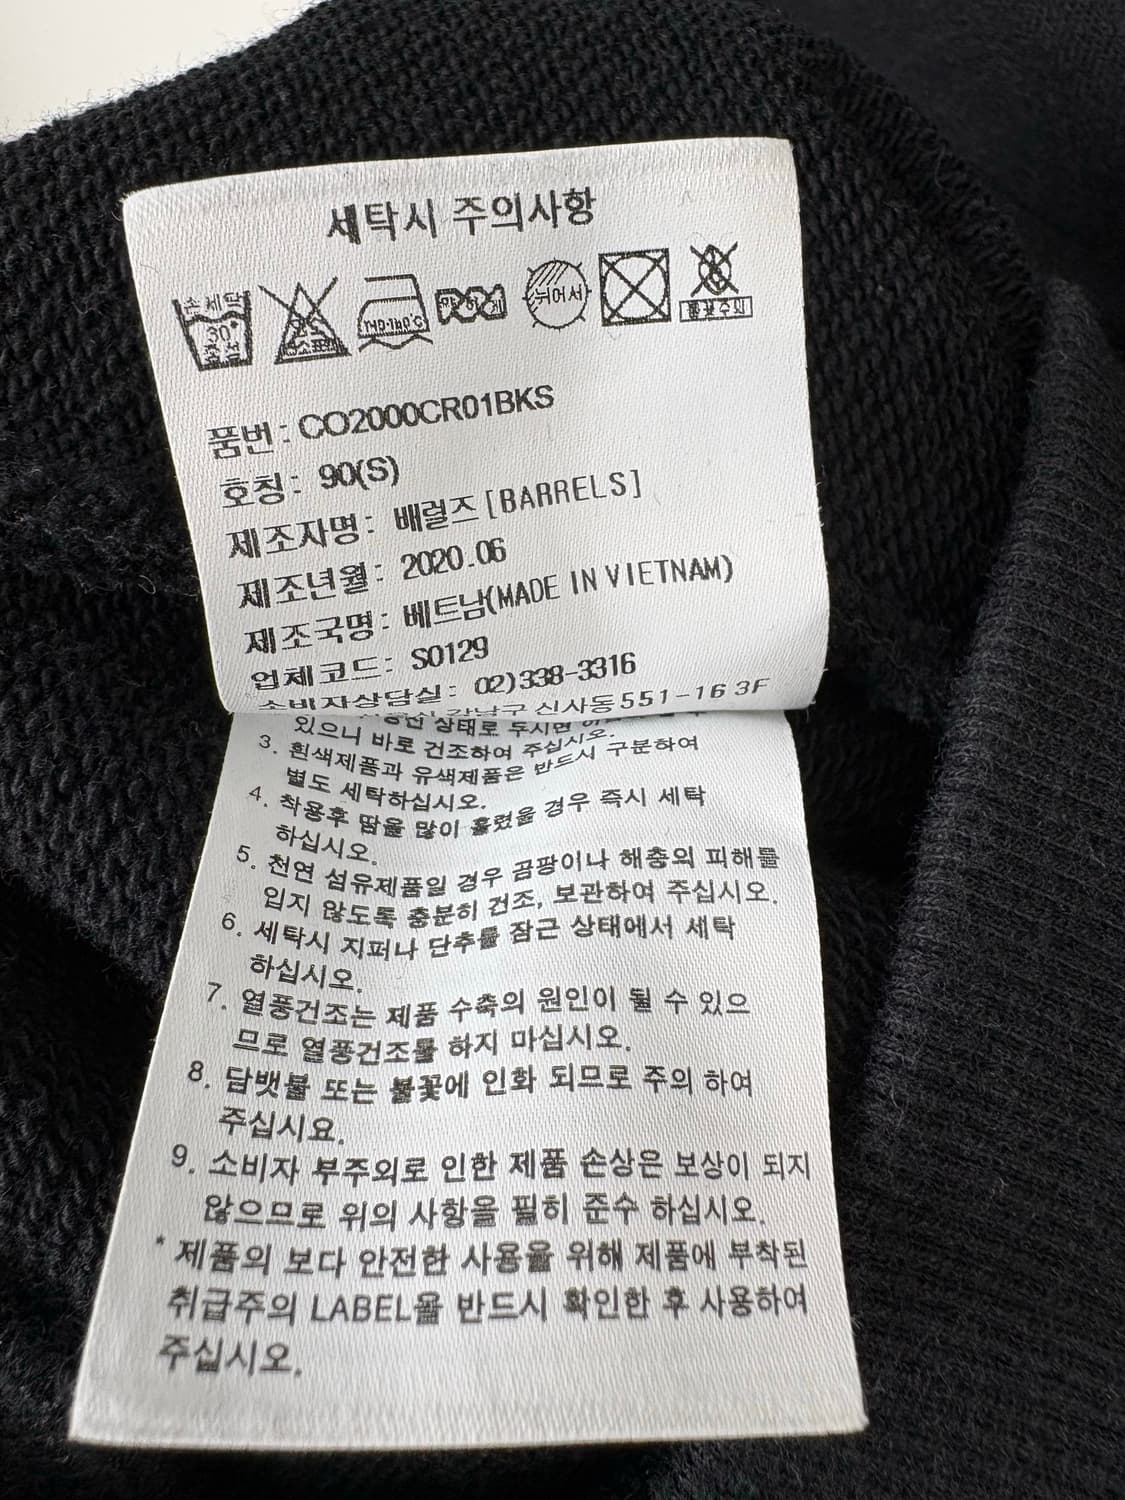 세탁시 주의사항
손세탁
30°
중성
염소표백
140-160°C
약하게
뉘어서
불꽃주의
품번: CO2000CR01BKS
호칭: 90(S)
제조자명: 배럴즈 [BARRELS]
제조년월: 2020.06
제조국명: 베트남(MADE IN VIETNAM)
업체코드: S0129
소비자상담실: 02)338-3316
강남구 신사동 551-16 3F
상태로 두시면
있으니 바로 건조하여 주십시오.
3. 흰색제품과 유색제품은 반드시 구분하여
별도 세탁하십시오.
4. 착용후 땀을 많이 흘렸을 경우 즉시 세탁
하십시오.
5. 천연 섬유제품일 경우 곰팡이나 해충의 피해를
입지 않도록 충분히 건조, 보관하여 주십시오.
6. 세탁시 지퍼나 단추를 잠근 상태에서 세탁
하십시오.
7. 열풍건조는 제품 수축의 원인이 될 수 있으
므로 열풍건조를 하지 마십시오.
8. 담뱃불 또는 불꽃에 인화 되므로 주의 하여
주십시요.
9. 소비자 부주의로 인한 제품 손상은 보상이 되지
않으므로 위의 사항을 필히 준수 하십시오.
* 제품의 보다 안전한 사용을 위해 제품에 부착된
취급주의 LABEL을 반드시 확인한 후 사용하여
주십시오.